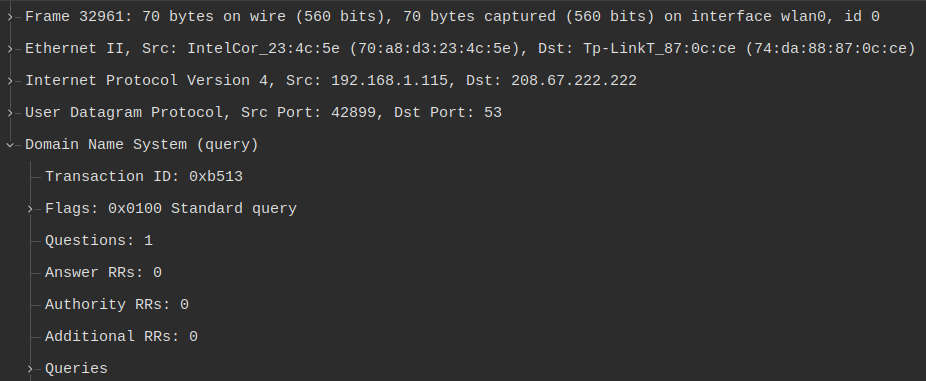 Frame 32961: 70 bytes on wire (560 bits), 70 bytes captured (560 bits) on interface wlan0, id 0
Ethernet II, Src: IntelCor_23:4c:5e (70:a8:d3:23:4c:5e), Dst: Tp-LinkT_87:0c:ce (74:da:88:87:0c:ce)
Internet Protocol Version 4, Src: 192.168.1.115, Dst: 208.67.222.222
User Datagram Protocol, Src Port: 42899, Dst Port: 53
Domain Name System (query)
Transaction ID: 0xb513
Flags: 0x0100 Standard query
Questions: 1
Answer RRs: 0
Authority RRs: 0
Additional RRs: 0
Queries